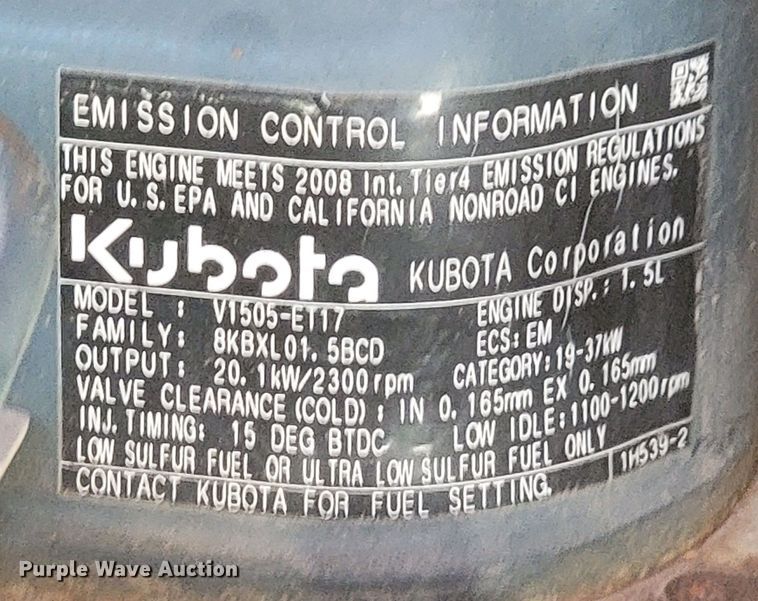 EMISSION CONTROL INFORMATION
THIS ENGINE MEETS 2008 Int. Tier4 EMISSION REGULATIONS
FOR U.S. EPA AND CALIFORNIA NONROAD CI ENGINES.
Kubota KUBOTA Corporation
MODEL : V1505-ET17 ENGINE DISP.: 1.5L
FAMILY: 8KBXL01.5BCD ECS: EM
OUTPUT: 20.1kW/2300rpm CATEGORY: 19-37kW
VALVE CLEARANCE (COLD) : IN 0.165mm EX 0.165mm
INJ. TIMING: 15 DEG BTDC LOW IDLE: 1100-1200rpm
LOW SULFUR FUEL OR ULTRA LOW SULFUR FUEL ONLY
CONTACT KUBOTA FOR FUEL SETTING. 1H539-2
Purple Wave Auction